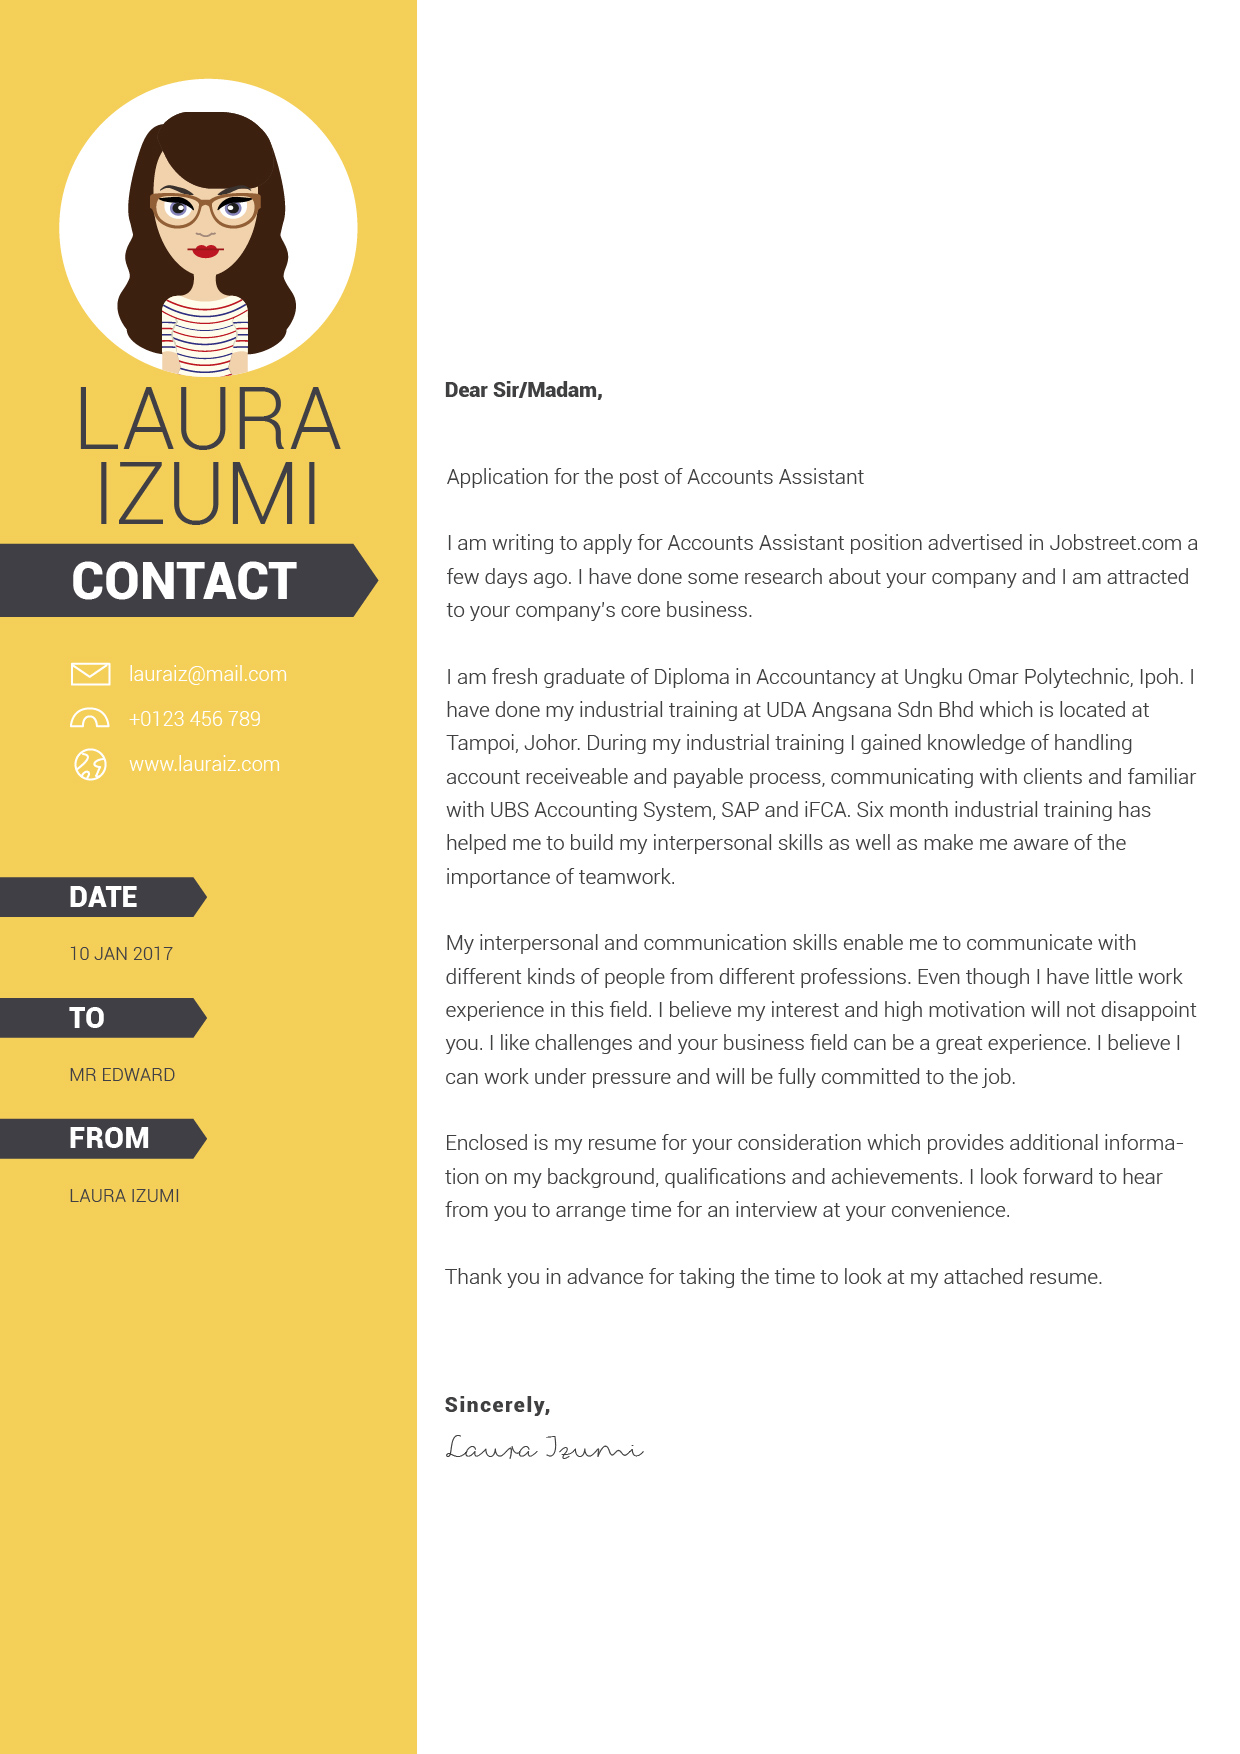 LAURA
IZUMI
CONTACT
lauraiz@mail.com
+0123 456 789
www.lauraiz.com
DATE
10 JAN 2017
TO
MR EDWARD
FROM
LAURA IZUMI
Dear Sir/Madam,
Application for the post of Accounts Assistant
I am writing to apply for Accounts Assistant position advertised in Jobstreet.com a
few days ago. I have done some research about your company and I am attracted
to your company's core business.
I am fresh graduate of Diploma in Accountancy at Ungku Omar Polytechnic, Ipoh. I
have done my industrial training at UDA Angsana Sdn Bhd which is located at
Tampoi, Johor. During my industrial training I gained knowledge of handling
account receiveable and payable process, communicating with clients and familiar
with UBS Accounting System, SAP and iFCA. Six month industrial training has
helped me to build my interpersonal skills as well as make me aware of the
importance of teamwork.
My interpersonal and communication skills enable me to communicate with
different kinds of people from different professions. Even though I have little work
experience in this field. I believe my interest and high motivation will not disappoint
you. I like challenges and your business field can be a great experience. I believe I
can work under pressure and will be fully committed to the job.
Enclosed is my resume for your consideration which provides additional informa-
tion on my background, qualifications and achievements. I look forward to hear
from you to arrange time for an interview at your convenience.
Thank you in advance for taking the time to look at my attached resume.
Sincerely,
Laura Izumi